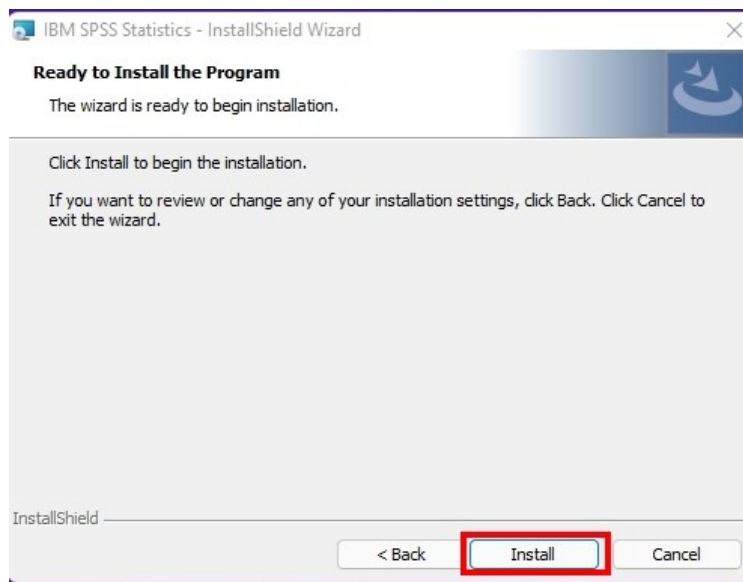 IBM SPSS Statistics - InstallShield Wizard
Ready to Install the Program
The wizard is ready to begin installation.
Click Install to begin the installation.
If you want to review or change any of your installation settings, click Back. Click Cancel to
exit the wizard.
InstallShield
< Back Install Cancel